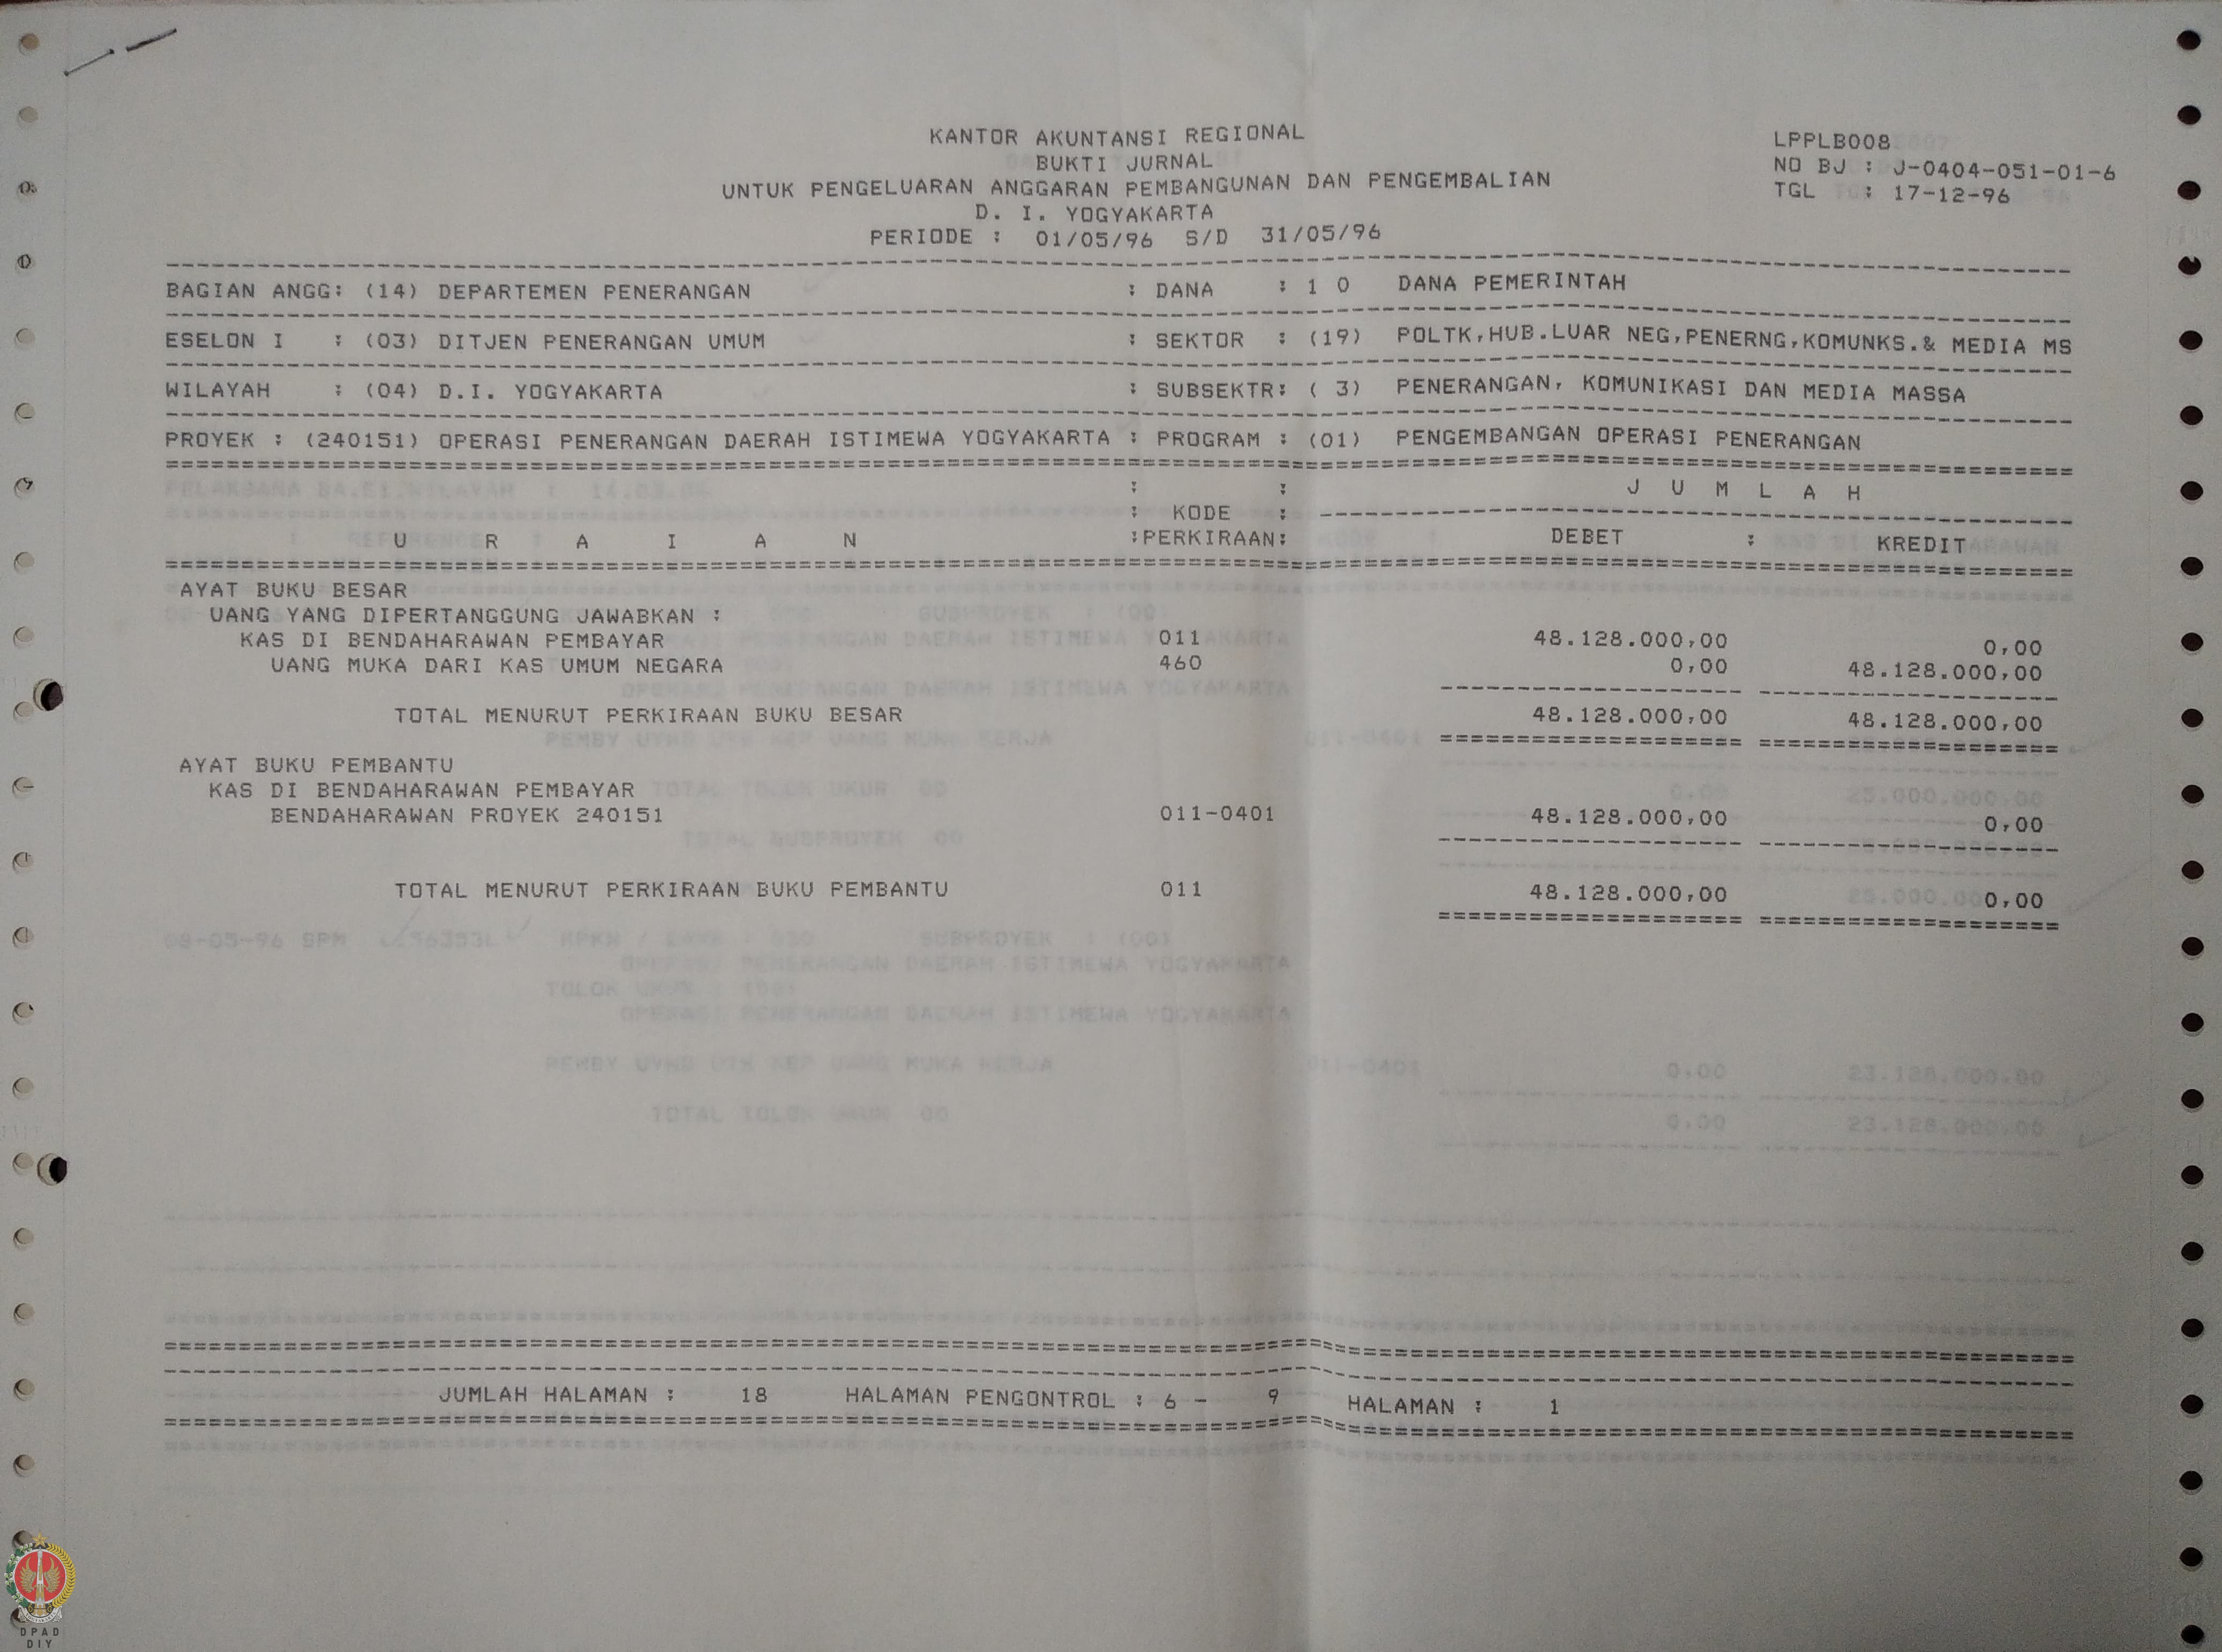 KANTOR AKUNTANSI REGIONAL
BUKTI JURNAL
UNTUK PENGELUARAN ANGGARAN PEMBANGUNAN DAN PENGEMBALIAN
D. I. YOGYAKARTA
PERIODE : 01/05/96 S/D 31/05/96
LPPLB008
NO BJ : J-0404-051-01-6
TGL : 17-12-96
BAGIAN ANGG: (14) DEPARTEMEN PENERANGAN : DANA : 1 0 DANA PEMERINTAH
ESELON I : (03) DITJEN PENERANGAN UMUM : SEKTOR : (19) POLTK,HUB.LUAR NEG,PENERNG,KOMUNKS.& MEDIA MS
WILAYAH : (04) D.I. YOGYAKARTA : SUBSEKTR: ( 3) PENERANGAN, KOMUNIKASI DAN MEDIA MASSA
PROYEK : (240151) OPERASI PENERANGAN DAERAH ISTIMEWA YOGYAKARTA : PROGRAM : (01) PENGEMBANGAN OPERASI PENERANGAN
: : J U M L A H
: KODE :
U R A I A N :PERKIRAAN: DEBET : KREDIT
AYAT BUKU BESAR
UANG YANG DIPERTANGGUNG JAWABKAN :
KAS DI BENDAHARAWAN PEMBAYAR 011 48.128.000,00 0,00
UANG MUKA DARI KAS UMUM NEGARA 460 0,00 48.128.000,00
TOTAL MENURUT PERKIRAAN BUKU BESAR 48.128.000,00 48.128.000,00
AYAT BUKU PEMBANTU
KAS DI BENDAHARAWAN PEMBAYAR
BENDAHARAWAN PROYEK 240151 011-0401 48.128.000,00 0,00
TOTAL MENURUT PERKIRAAN BUKU PEMBANTU 011 48.128.000,00 0,00
JUMLAH HALAMAN : 18 HALAMAN PENGONTROL : 6 - 9 HALAMAN : 1
DPAD
DIY